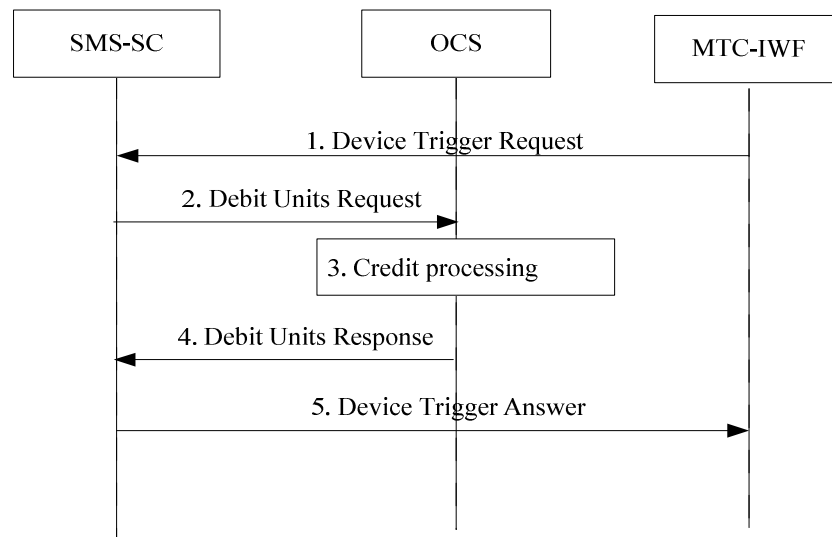 SMS-SC
OCS
MTC-IWF
1. Device Trigger Request
2. Debit Units Request
3. Credit processing
4. Debit Units Response
5. Device Trigger Answer